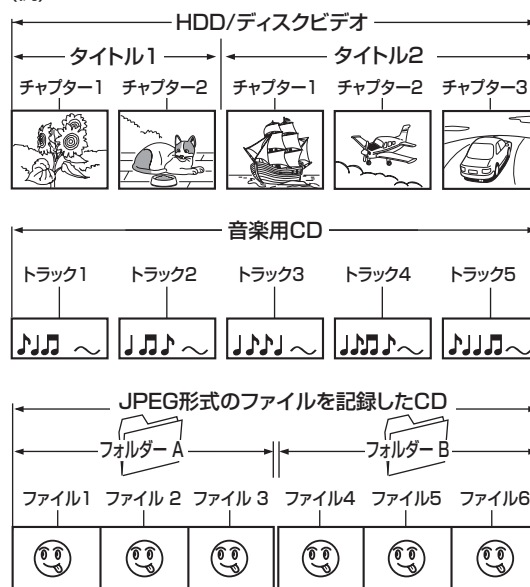 HDD/ディスクビデオ
タイトル1 タイトル2
チャプター1 チャプター2 チャプター1 チャプター2 チャプター3
音楽用CD
トラック1 トラック2 トラック3 トラック4 トラック5
JPEG形式のファイルを記録したCD
フォルダー A フォルダー B
ファイル1 ファイル 2 ファイル 3 ファイル4 ファイル5 ファイル6